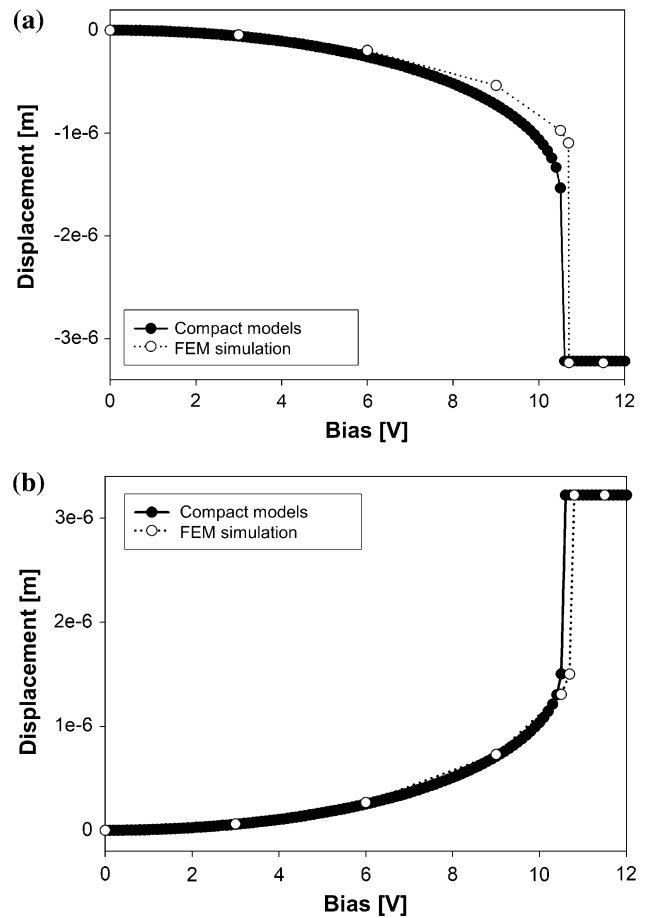 (a)
0
-1e-6
-2e-6
-3e-6
Displacement [m]
Compact models
FEM simulation
0 2 4 6 8 10 12
Bias [V]
(b)
3e-6
2e-6
1e-6
0
Displacement [m]
Compact models
FEM simulation
0 2 4 6 8 10 12
Bias [V]